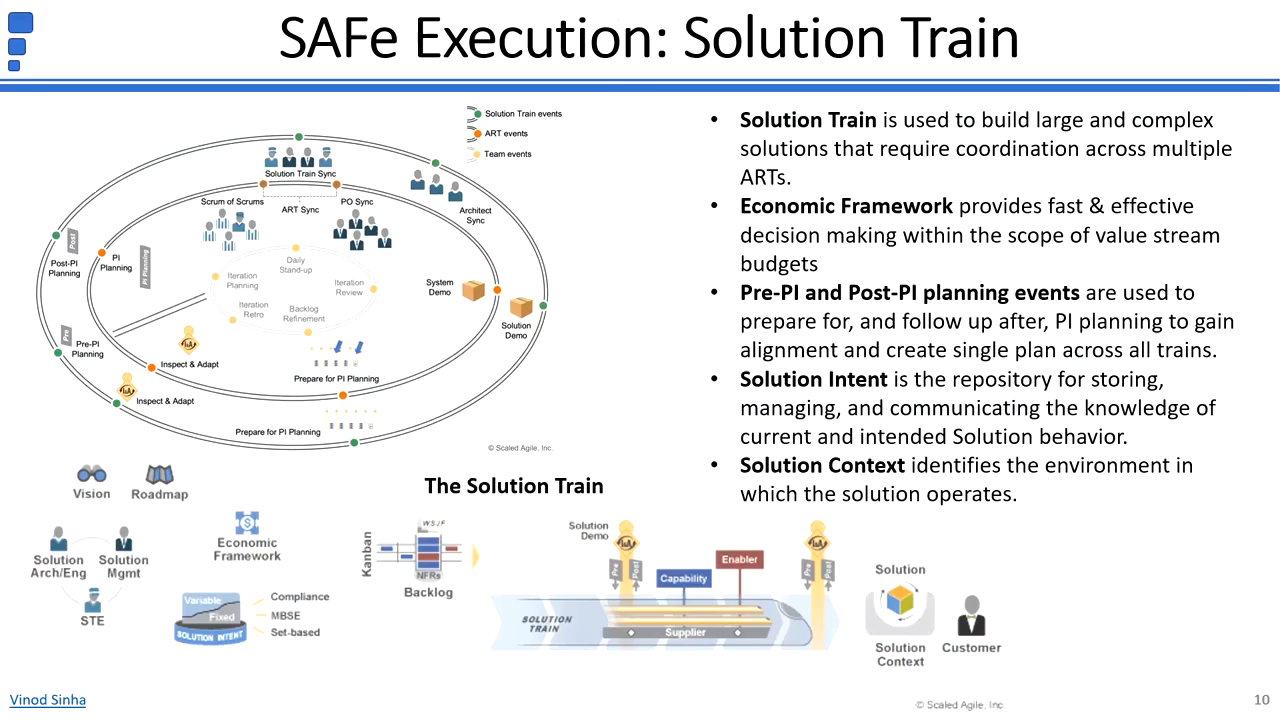 SAFe Execution: Solution Train
Solution Train events
ART events
Team events
Solution Train Sync
Scrum of Scrums
ART Sync
PO Sync
Architect
Sync
Post
Post-PI
Planning
PI
Planning
PI Planning
Daily
Stand-up
Iteration
Planning
Iteration
Review
Iteration
Retro
Backlog
Refinement
System
Demo
Solution
Demo
Pre
Pre-PI
Planning
I&A
Inspect & Adapt
I&A
Inspect & Adapt
Prepare for PI Planning
Prepare for PI Planning
© Scaled Agile, Inc.
• Solution Train is used to build large and complex
solutions that require coordination across multiple
ARTs.
• Economic Framework provides fast & effective
decision making within the scope of value stream
budgets
• Pre-PI and Post-PI planning events are used to
prepare for, and follow up after, PI planning to gain
alignment and create single plan across all trains.
• Solution Intent is the repository for storing,
managing, and communicating the knowledge of
current and intended Solution behavior.
• Solution Context identifies the environment in
which the solution operates.
The Solution Train
Vision
Roadmap
Solution
Arch/Eng
Solution
Mgmt
STE
Economic
Framework
Variable
Fixed
SOLUTION INTENT
Compliance
MBSE
Set-based
Kanban
WSJF
NFRs
Backlog
Solution
Demo
I&A
Pre
Post
Capability
Enabler
I&A
Pre
Post
SOLUTION
TRAIN
Supplier
Solution
Solution
Context
Customer
Vinod Sinha
© Scaled Agile, Inc.
10